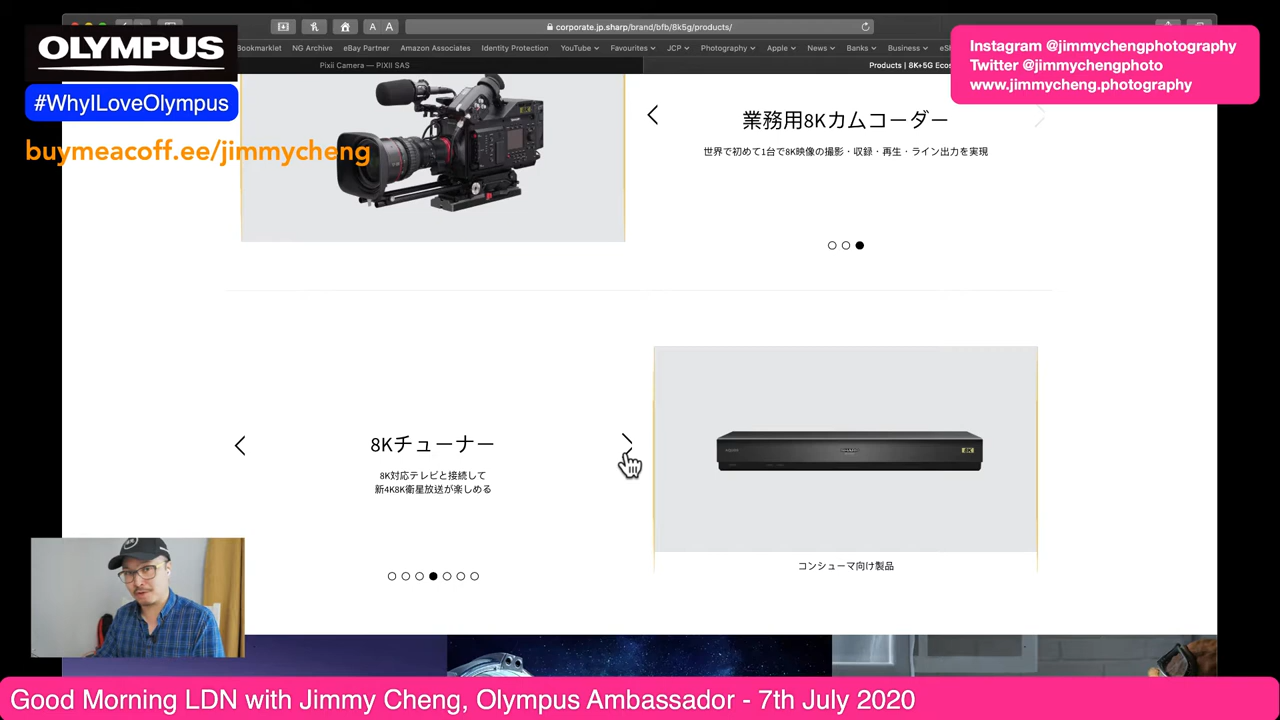 corporate.jp.sharp/brand/bfb/8k5g/products/
A A
OLYMPUS
Bookmarklet NG Archive eBay Partner Amazon Associates Identity Protection YouTube Favourites JCP Photography Apple News Banks Business
Pixii Camera — PIXII SAS
Products | 8K+5G Ecos
Instagram @jimmychengphotography
Twitter @jimmychengphoto
www.jimmycheng.photography
#WhyILoveOlympus
buymeacoff.ee/jimmycheng
業務用8Kカムコーダー
世界で初めて1台で8K映像の撮影・収録・再生・ライン出力を実現
8Kチューナー
8K対応テレビと接続して
新4K8K衛星放送が楽しめる
SHARP
8K
コンシューマ向け製品
Good Morning LDN with Jimmy Cheng, Olympus Ambassador - 7th July 2020